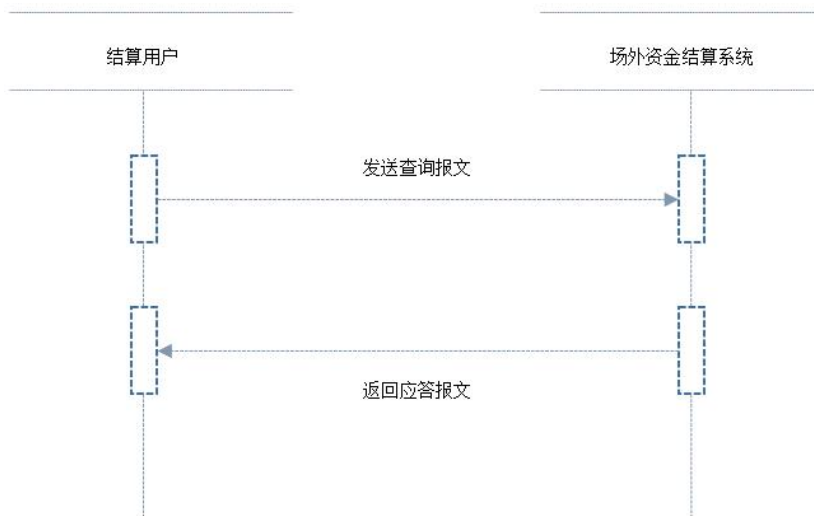 结算用户
场外资金结算系统
发送查询报文
返回应答报文